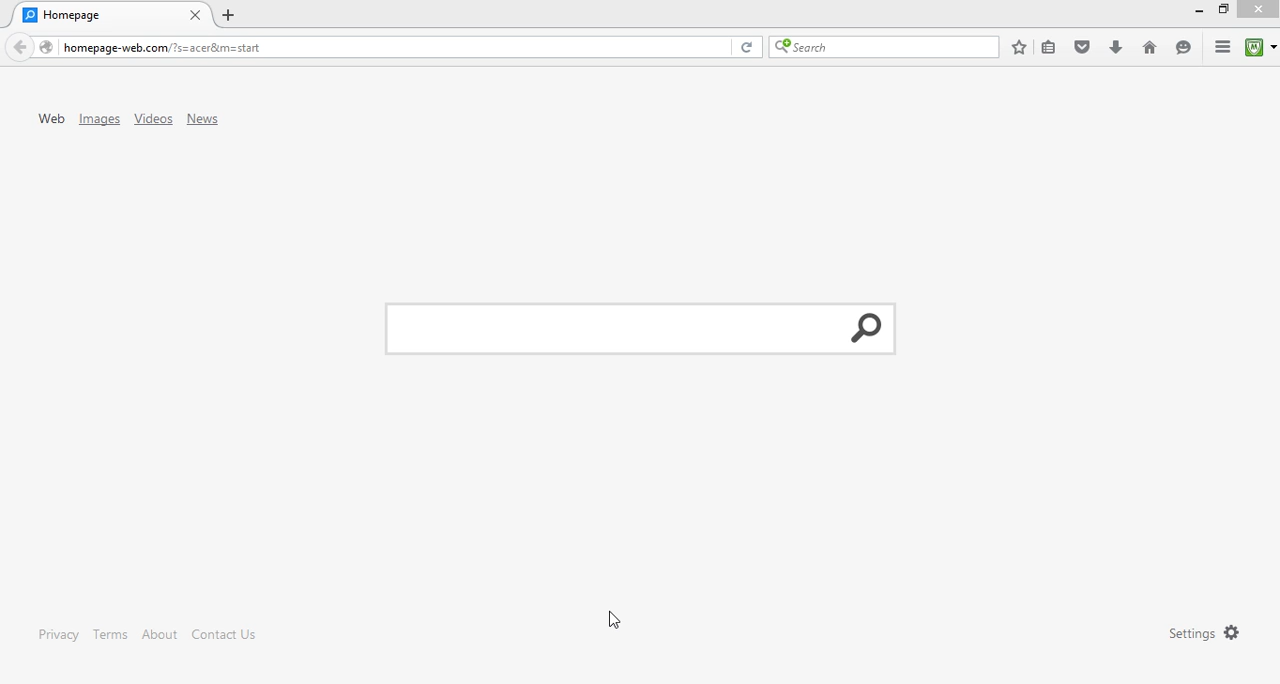 Homepage
homepage-web.com/?s=acer&m=start
Search
Web Images Videos News
Privacy Terms About Contact Us
Settings